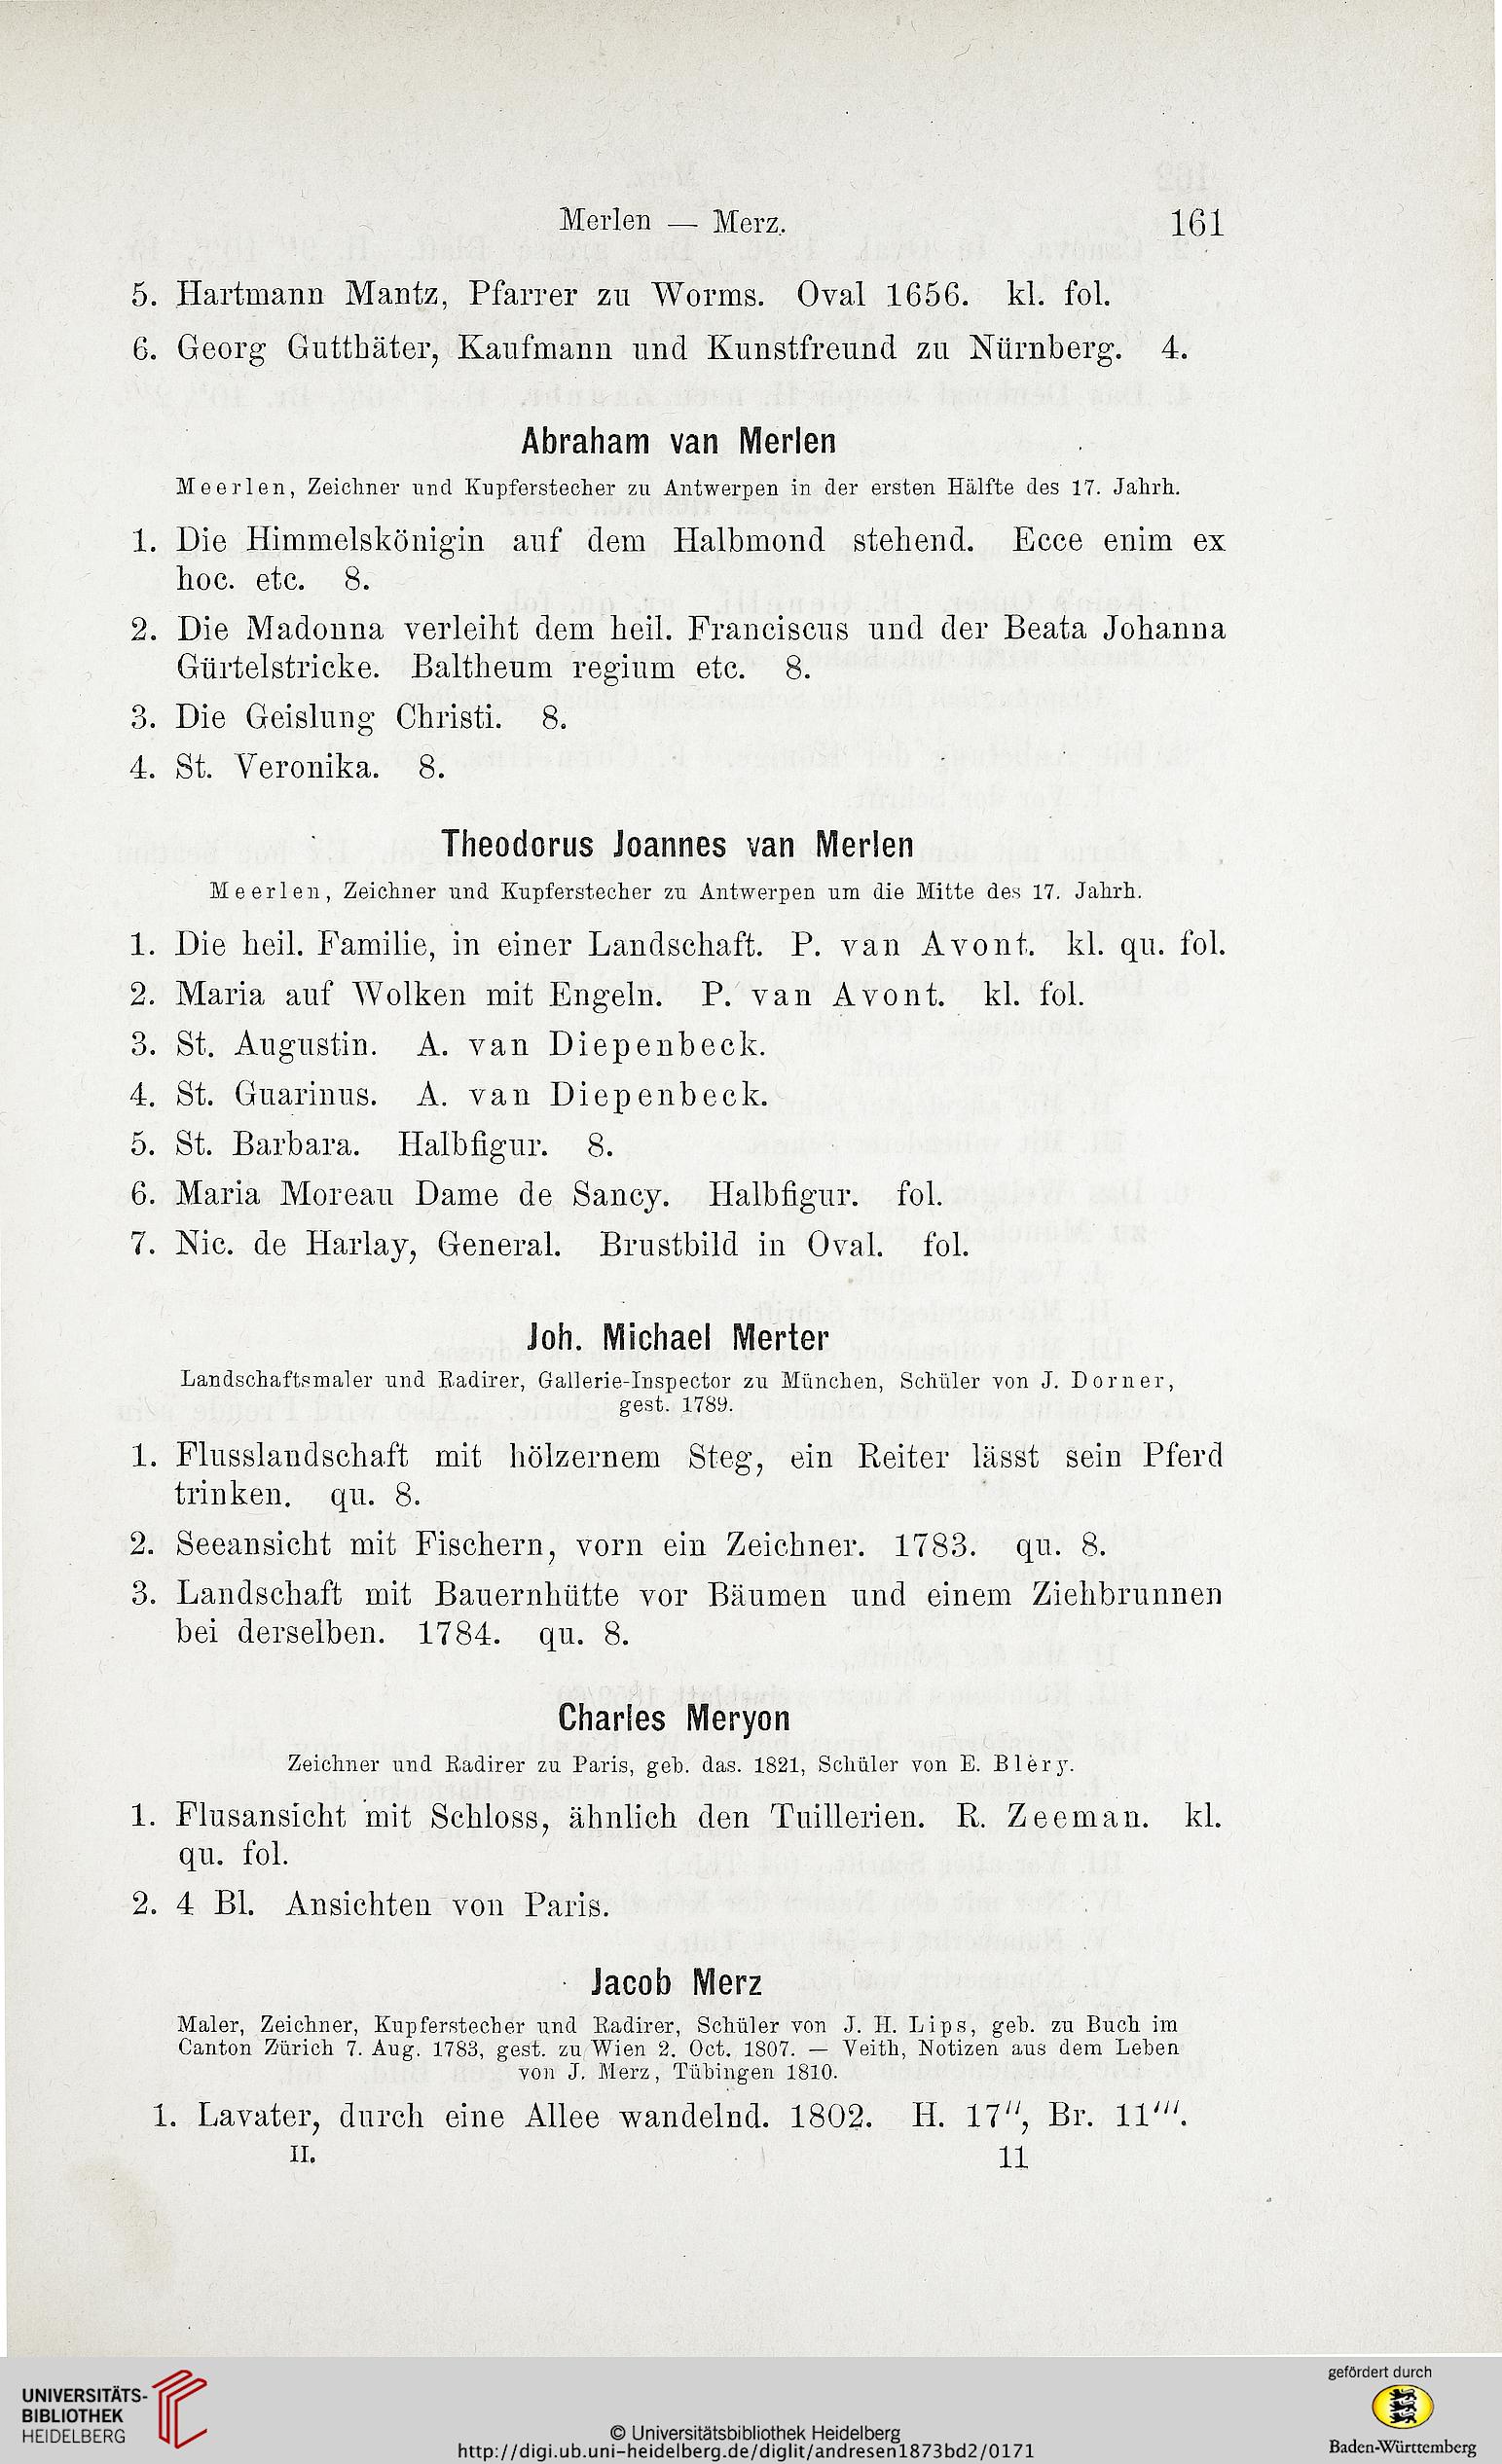 Merlen — Merz. 161
5. Hartmann Mantz, Pfarrer zu Worms. Oval 1656. kl. fol.
6. Georg Gutthäter, Kaufmann und Kunstfreund zu Nürnberg. 4.
Abraham van Merlen
Meerlen, Zeichner und Kupferstecher zu Antwerpen in der ersten Hälfte des 17. Jahrh.
1. Die Himmelskönigin auf dem Halbmond stehend. Ecce enim ex
hoc. etc. 8.
2. Die Madonna verleiht dem heil. Franciscus und der Beata Johanna
Gürtelstricke. Baltheum regium etc. 8.
3. Die Geislung Christi. 8.
4. St. Veronika. 8.
Theodorus Joannes van Merlen
Meerlen, Zeichner und Kupferstecher zu Antwerpen um die Mitte des 17. Jahrh.
1. Die heil. Familie, in einer Landschaft. P. van Avont. kl. qu. fol.
2. Maria auf Wolken mit Engeln. P. van Avont. kl. fol.
3. St. Augustin. A. van Diepenbeck.
4. St. Guarinus. A. van Diepenbeck.
5. St. Barbara. Halbfigur. 8.
6. Maria Moreau Dame de Sancy. Halbfigur. fol.
7. Nic. de Harlay, General. Brustbild in Oval. fol.
Joh. Michael Merter
Landschaftsmaler und Radirer, Gallerie-Inspector zu München, Schüler von J. Dorner,
gest. 1789.
1. Flusslandschaft mit hölzernem Steg, ein Reiter lässt sein Pferd
trinken. qu. 8.
2. Seeansicht mit Fischern, vorn ein Zeichner. 1783. qu. 8.
3. Landschaft mit Bauernhütte vor Bäumen und einem Ziehbrunnen
bei derselben. 1784. qu. 8.
Charles Meryon
Zeichner und Radirer zu Paris, geb. das. 1821, Schüler von E. Blèry.
1. Flusansicht mit Schloss, ähnlich den Tuillerien. R. Zeeman. kl.
qu. fol.
2. 4 Bl. Ansichten von Paris.
Jacob Merz
Maler, Zeichner, Kupferstecher und Radirer, Schüler von J. H. Lips, geb. zu Buch im
Canton Zürich 7. Aug. 1783, gest. zu Wien 2. Oct. 1807. — Veith, Notizen aus dem Leben
von J. Merz, Tübingen 1810.
1. Lavater, durch eine Allee wandelnd. 1802. H. 17", Br. 11"'.
II. 11
UNIVERSITÄTS-
BIBLIOTHEK
HEIDELBERG
© Universitätsbibliothek Heidelberg
http://digi.ub.uni-heidelberg.de/diglit/andresen1873bd2/0171
gefördert durch
Baden-Württemberg